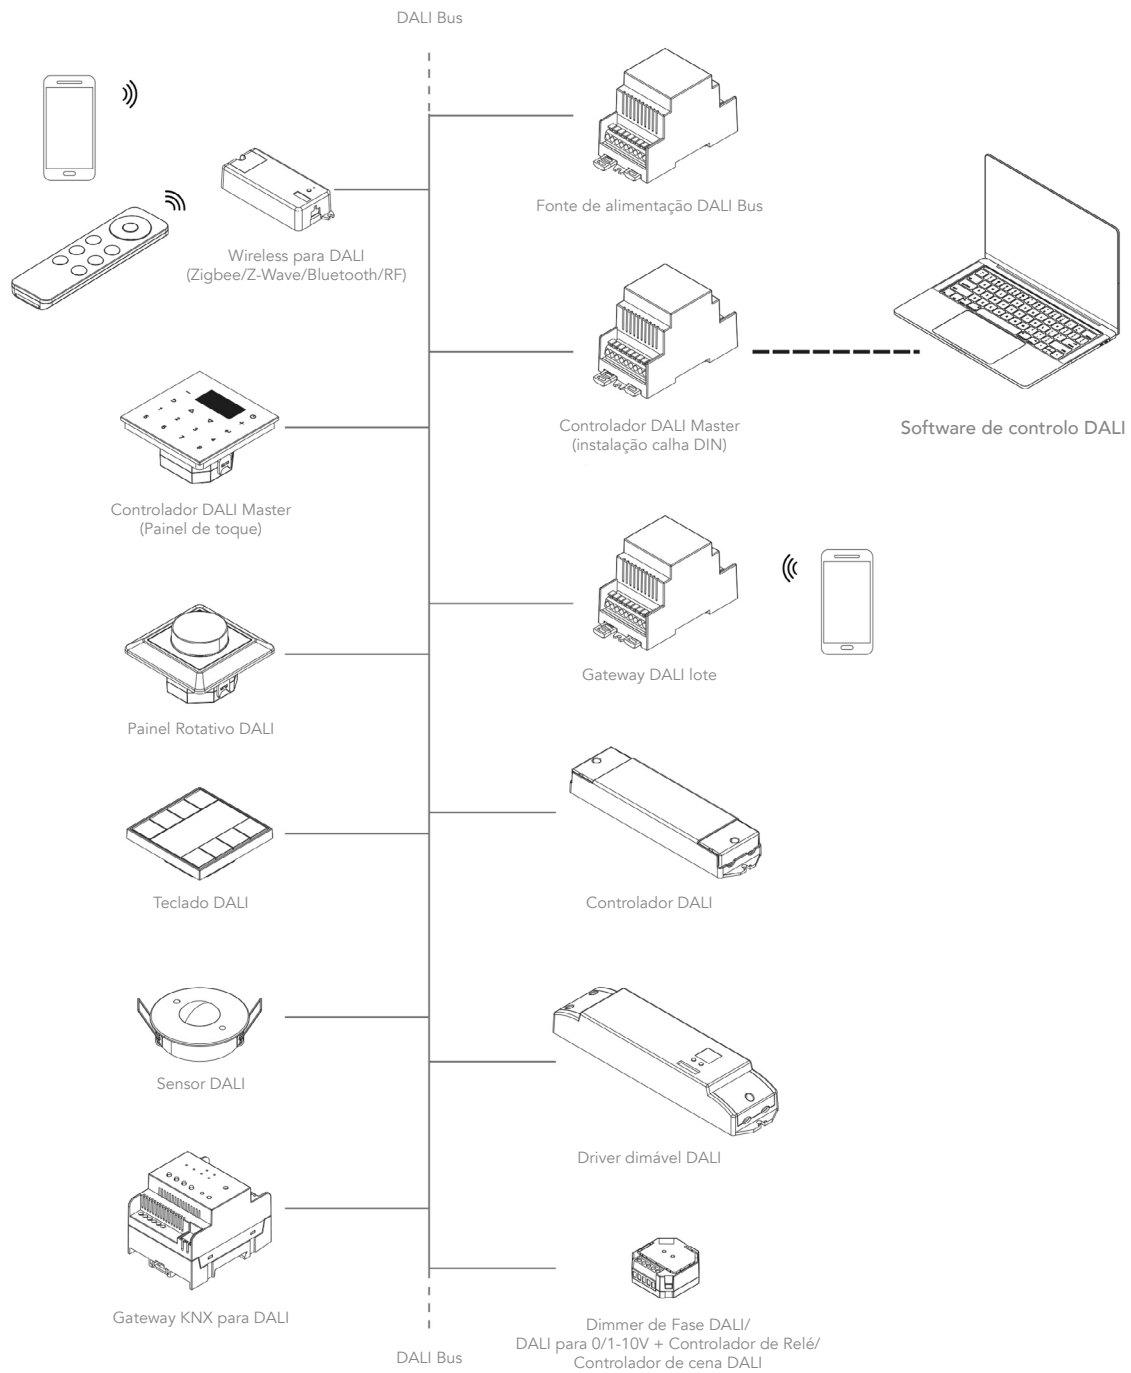 DALI Bus
Fonte de alimentação DALI Bus
Wireless para DALI
(Zigbee/Z-Wave/Bluetooth/RF)
Controlador DALI Master
(instalação calha DIN)
Software de controlo DALI
Controlador DALI Master
(Painel de toque)
Gateway DALI lote
Painel Rotativo DALI
Teclado DALI
Controlador DALI
Sensor DALI
Driver dimável DALI
Gateway KNX para DALI
Dimmer de Fase DALI/
DALI para 0/1-10V + Controlador de Relé/
Controlador de cena DALI
DALI Bus